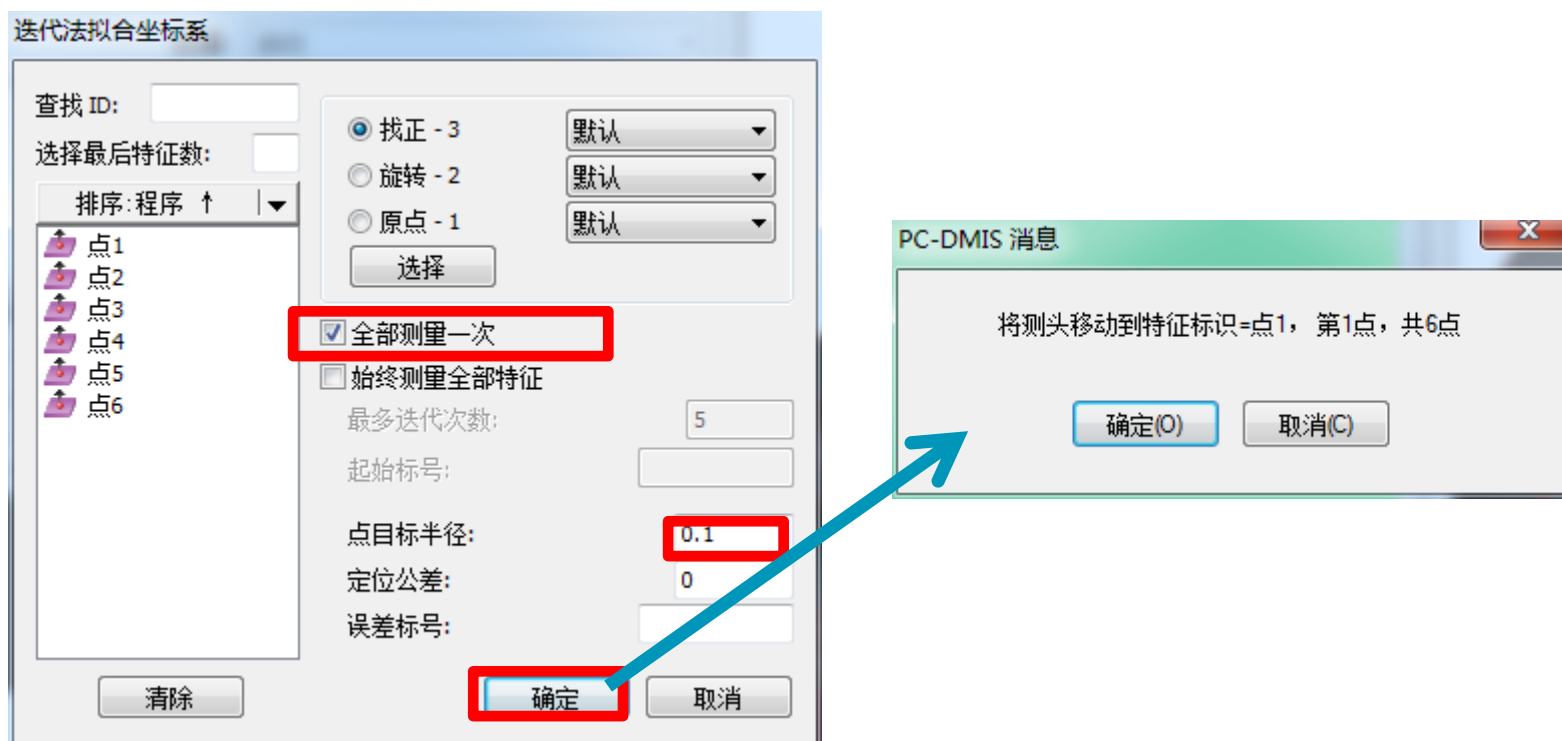 迭代法拟合坐标系
查找 ID:
选择最后特征数:
排序:程序 ↑
点1
点2
点3
点4
点5
点6
清除
找正 - 3 默认
旋转 - 2 默认
原点 - 1 默认
选择
全部测量一次
始终测量全部特征
最多迭代次数: 5
起始标号:
点目标半径: 0.1
定位公差: 0
误差标号:
确定 取消
PC-DMIS 消息
将测头移动到特征标识=点1，第1点，共6点
确定(O) 取消(C)